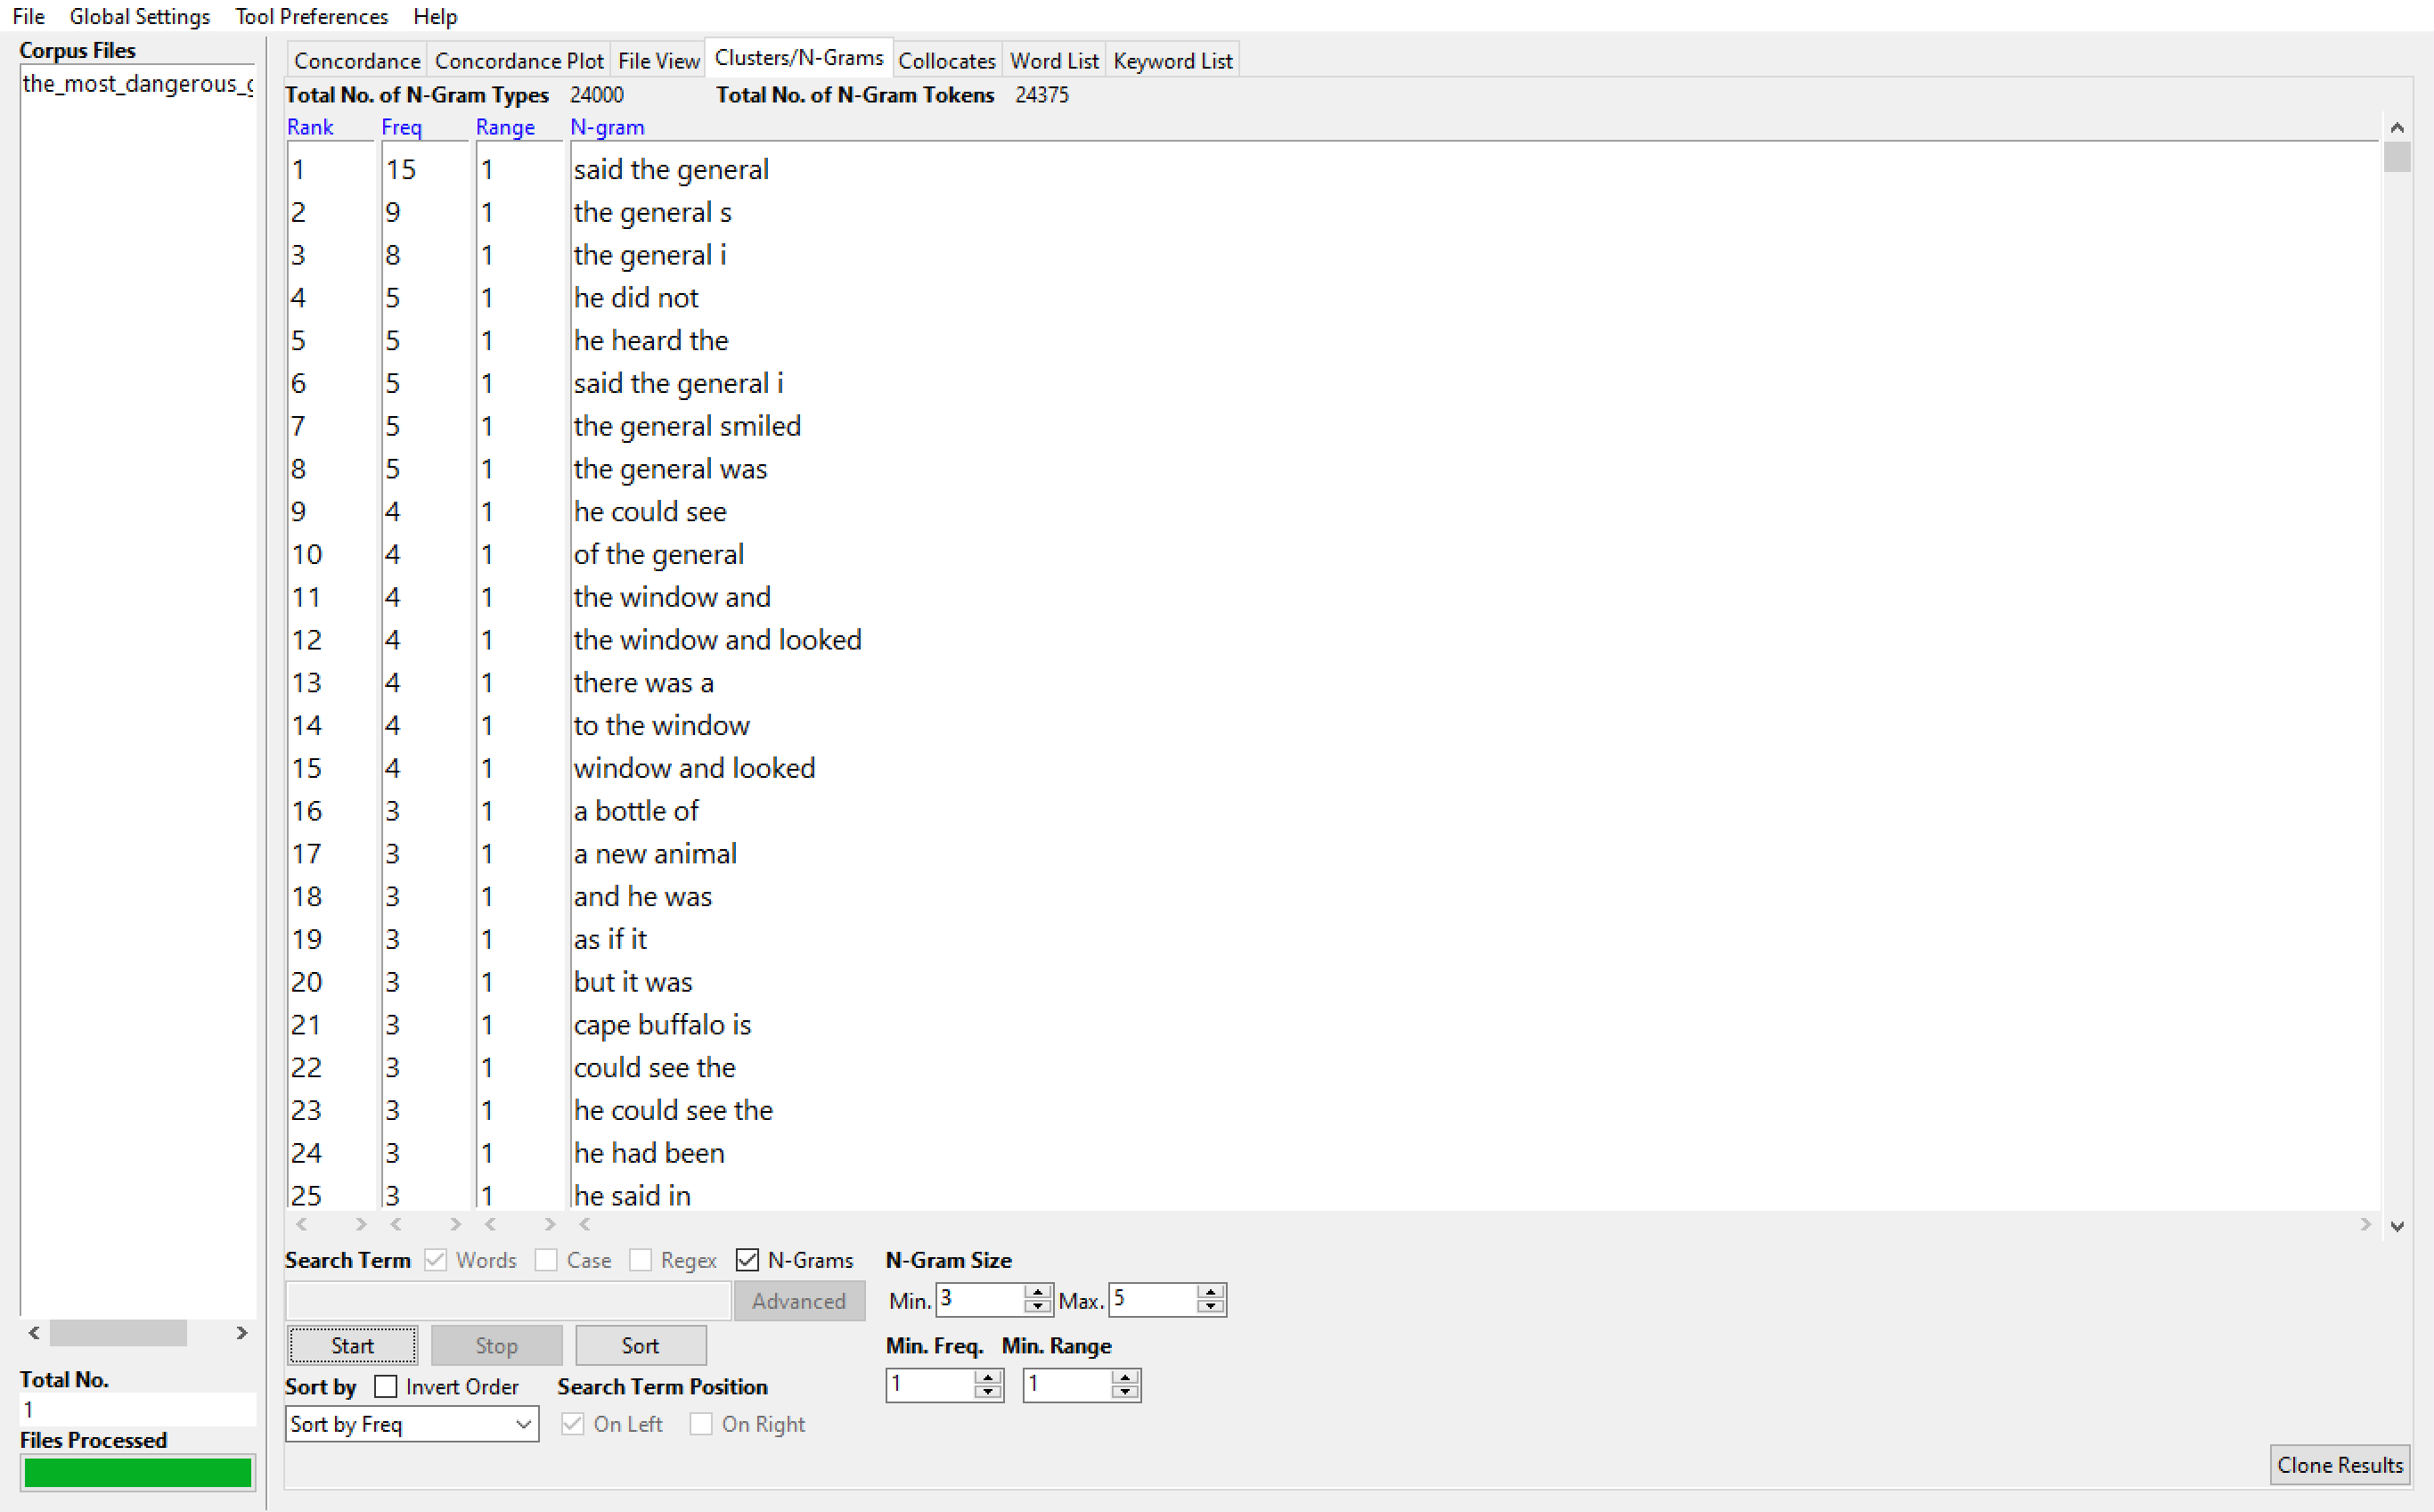 File Global Settings Tool Preferences Help
Corpus Files
the_most_dangerous_g
Concordance Concordance Plot File View Clusters/N-Grams Collocates Word List Keyword List
Total No. of N-Gram Types 24000 Total No. of N-Gram Tokens 24375
Rank Freq Range N-gram
1 15 1 said the general
2 9 1 the general s
3 8 1 the general i
4 5 1 he did not
5 5 1 he heard the
6 5 1 said the general i
7 5 1 the general smiled
8 5 1 the general was
9 4 1 he could see
10 4 1 of the general
11 4 1 the window and
12 4 1 the window and looked
13 4 1 there was a
14 4 1 to the window
15 4 1 window and looked
16 3 1 a bottle of
17 3 1 a new animal
18 3 1 and he was
19 3 1 as if it
20 3 1 but it was
21 3 1 cape buffalo is
22 3 1 could see the
23 3 1 he could see the
24 3 1 he had been
25 3 1 he said in
Search Term Words Case Regex N-Grams N-Gram Size
Advanced Min. 3 Max. 5
Start Stop Sort Min. Freq. Min. Range
Sort by Invert Order Search Term Position 1 1
Sort by Freq On Left On Right
Total No.
1
Files Processed
Clone Results